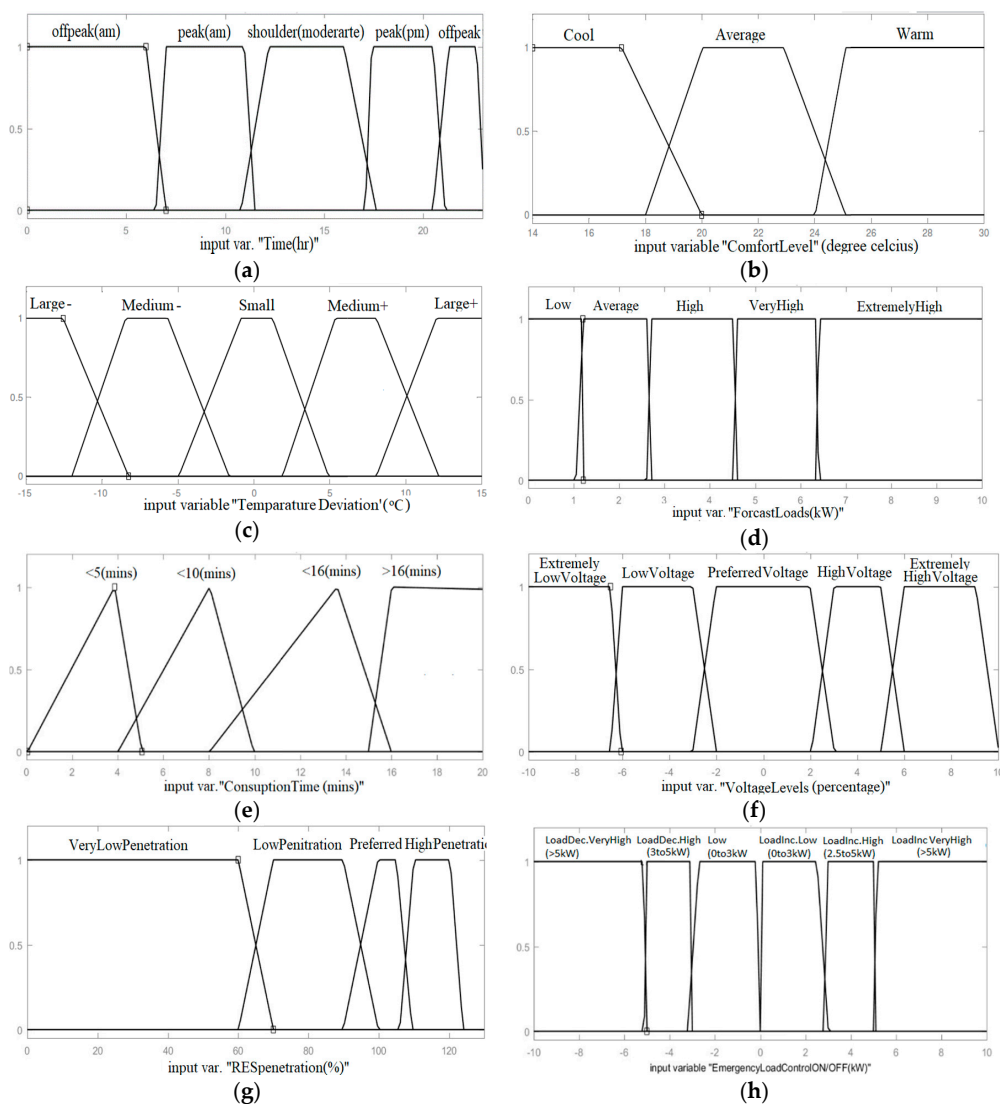 offpeak(am) peak(am) shoulder(moderarte) peak(pm) offpeak
1
0.5
0
0 5 10 15 20
input var. "Time(hr)"
(a)
Cool Average Warm
1
0.5
0
14 16 18 20 22 24 26 28 30
input variable "ComfortLevel" (degree celcius)
(b)
Large- Medium- Small Medium+ Large+
1
0.5
0
-15 -10 -5 0 5 10 15
input variable "Temparature Deviation'(°C)
(c)
Low Average High VeryHigh ExtremelyHigh
1
0.5
0
0 1 2 3 4 5 6 7 8 9 10
input var. "ForcastLoads(kW)"
(d)
<5(mins) <10(mins) <16(mins) >16(mins)
1
0.5
0
0 2 4 6 8 10 12 14 16 18 20
input var."ConsuptionTime (mins)"
(e)
Extremely LowVoltage LowVoltage PreferredVoltage HighVoltage Extremely HighVoltage
1
0.5
0
-10 -8 -6 -4 -2 0 2 4 6 8 10
input var. "VoltageLevels (percentage)"
(f)
VeryLowPenetration LowPenitration Preferred HighPenetration
1
0.5
0
0 20 40 60 80 100 120
input var. "RESpenetration(%)"
(g)
LoadDec.VeryHigh LoadDec.High Low LoadInc.Low LoadInc.High LoadInc VeryHigh
(>5kW) (3to5kW) (0to3kW) (0to3kW) (2.5to5kW) (>5kW)
1
0.5
0
-10 -8 -6 -4 -2 0 2 4 6 8 10
input variable "EmergencyLoadControlON/OFF(kW)"
(h)